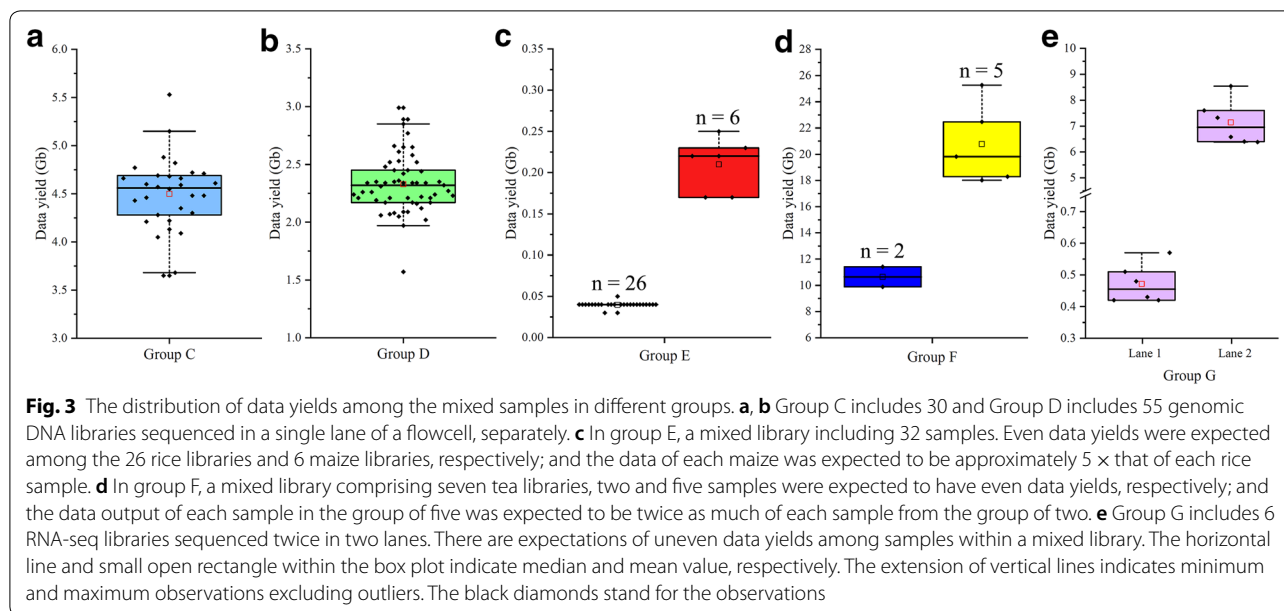 a
b
c
d
e
6.0
5.5
5.0
4.5
4.0
3.5
3.0
Data yield (Gb)
Group C
3.5
3.0
2.5
2.0
1.5
1.0
Data yield (Gb)
Group D
0.35
0.30
0.25
0.20
0.15
0.10
0.05
0.00
Data yield (Gb)
n = 6
n = 26
Group E
28
26
24
22
20
18
16
14
12
10
8
6
Data yield (Gb)
n = 5
n = 2
Group F
10
9
8
7
6
5
0.7
0.6
0.5
0.4
0.3
Data yield (Gb)
Lane 1
Lane 2
Group G
Fig. 3 The distribution of data yields among the mixed samples in different groups. a, b Group C includes 30 and Group D includes 55 genomic
DNA libraries sequenced in a single lane of a flowcell, separately. c In group E, a mixed library including 32 samples. Even data yields were expected
among the 26 rice libraries and 6 maize libraries, respectively; and the data of each maize was expected to be approximately 5 × that of each rice
sample. d In group F, a mixed library comprising seven tea libraries, two and five samples were expected to have even data yields, respectively; and
the data output of each sample in the group of five was expected to be twice as much of each sample from the group of two. e Group G includes 6
RNA-seq libraries sequenced twice in two lanes. There are expectations of uneven data yields among samples within a mixed library. The horizontal
line and small open rectangle within the box plot indicate median and mean value, respectively. The extension of vertical lines indicates minimum
and maximum observations excluding outliers. The black diamonds stand for the observations